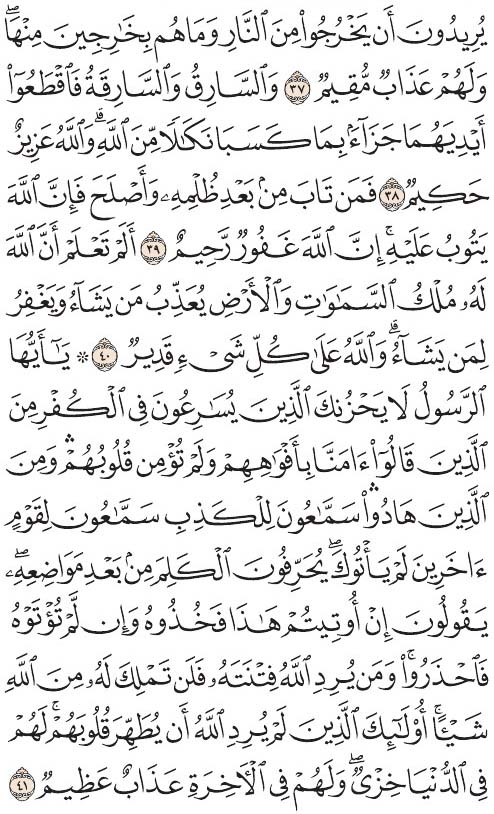 يُرِيدُونَ أَن يَخْرُجُوا۟ مِنَ ٱلنَّارِ وَمَا هُم بِخَـٰرِجِينَ مِنْهَا ۖ
وَلَهُمْ عَذَابٌ مُّقِيمٌ ٣٧ وَٱلسَّارِقُ وَٱلسَّارِقَةُ فَٱقْطَعُوٓا۟
أَيْدِيَهُمَا جَزَآءًۢ بِمَا كَسَبَا نَكَـٰلًا مِّنَ ٱللَّهِ ۗ وَٱللَّهُ عَزِيزٌ
حَكِيمٌ ٣٨ فَمَن تَابَ مِنۢ بَعْدِ ظُلْمِهِۦ وَأَصْلَحَ فَإِنَّ ٱللَّهَ
يَتُوبُ عَلَيْهِ ۗ إِنَّ ٱللَّهَ غَفُورٌ رَّحِيمٌ ٣٩ أَلَمْ تَعْلَمْ أَنَّ ٱللَّهَ
لَهُۥ مُلْكُ ٱلسَّمَـٰوَٰتِ وَٱلْأَرْضِ يُعَذِّبُ مَن يَشَآءُ وَيَغْفِرُ
لِمَن يَشَآءُ ۗ وَٱللَّهُ عَلَىٰ كُلِّ شَىْءٍ قَدِيرٌ ٤٠ ۞ يَـٰٓأَيُّهَا
ٱلرَّسُولُ لَا يَحْزُنكَ ٱلَّذِينَ يُسَـٰرِعُونَ فِى ٱلْكُفْرِ مِنَ
ٱلَّذِينَ قَالُوٓا۟ ءَامَنَّا بِأَفْوَٰهِهِمْ وَلَمْ تُؤْمِن قُلُوبُهُمْ ۛ وَمِنَ
ٱلَّذِينَ هَادُوا۟ ۛ سَمَّـٰعُونَ لِلْكَذِبِ سَمَّـٰعُونَ لِقَوْمٍ
ءَاخَرِينَ لَمْ يَأْتُوكَ ۖ يُحَرِّفُونَ ٱلْكَلِمَ مِنۢ بَعْدِ مَوَاضِعِهِۦ ۖ
يَقُولُونَ إِنْ أُوتِيتُمْ هَـٰذَا فَخُذُوهُ وَإِن لَّمْ تُؤْتَوْهُ
فَٱحْذَرُوا۟ ۚ وَمَن يُرِدِ ٱللَّهُ فِتْنَتَهُۥ فَلَن تَمْلِكَ لَهُۥ مِنَ ٱللَّهِ
شَيْـًٔا ۚ أُو۟لَـٰٓئِكَ ٱلَّذِينَ لَمْ يُرِدِ ٱللَّهُ أَن يُطَهِّرَ قُلُوبَهُمْ ۚ لَهُمْ
فِى ٱلدُّنْيَا خِزْىٌ ۖ وَلَهُمْ فِى ٱلْـَٔاخِرَةِ عَذَابٌ عَظِيمٌ ٤١